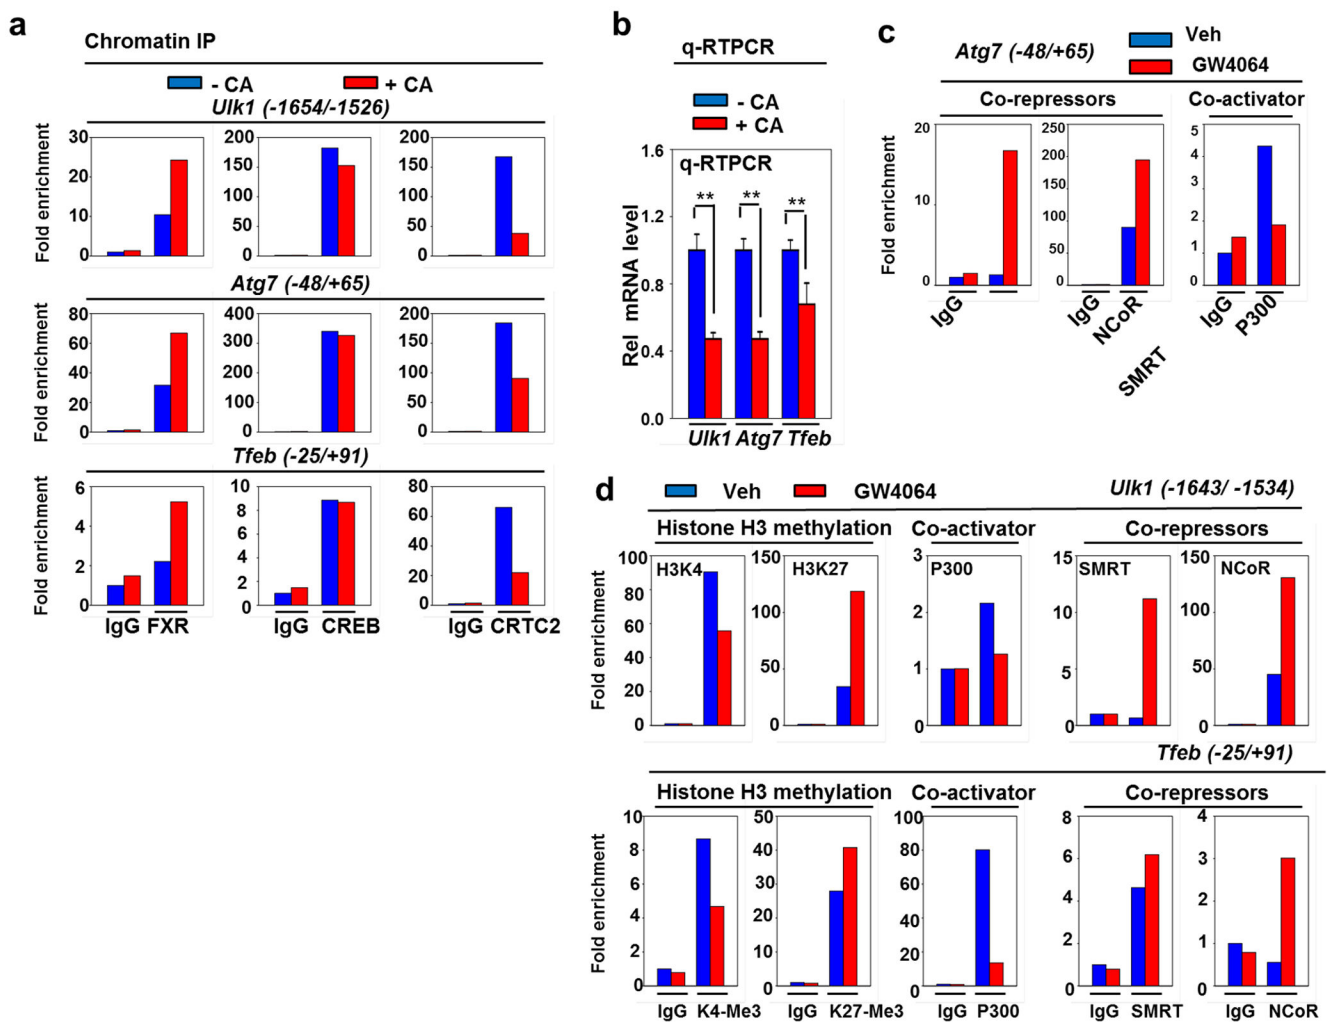 a
Chromatin IP
- CA
+ CA
Ulk1 (-1654/-1526)
Fold enrichment
30
20
10
0
200
150
100
50
0
200
150
100
50
0
Atg7 (-48/+65)
Fold enrichment
80
60
40
20
0
400
300
200
100
0
400
300
200
100
0
Tfeb (-25/+91)
Fold enrichment
6
4
2
0
10
8
6
4
2
0
80
60
40
20
0
IgG FXR
IgG CREB
IgG CRTC2
b
q-RTPCR
- CA
+ CA
q-RTPCR
Rel mRNA level
1.6
1.2
0.8
0.4
0.0
**
**
**
Ulk1 Atg7 Tfeb
c
Atg7 (-48/+65)
Veh
GW4064
Co-repressors
Co-activator
Fold enrichment
20
10
0
250
200
150
100
50
0
5
4
3
2
1
0
IgG
IgG
NCoR
IgG
P300
SMRT
d
Veh
GW4064
Ulk1 (-1643/ -1534)
Histone H3 methylation
Co-activator
Co-repressors
Fold enrichment
100
80
60
40
20
0
H3K4
150
100
50
0
H3K27
3
2
1
0
P300
15
10
5
0
SMRT
150
100
50
0
NCoR
Tfeb (-25/+91)
Histone H3 methylation
Co-activator
Co-repressors
Fold enrichment
10
8
6
4
2
0
50
40
30
20
10
0
100
80
60
40
20
0
8
6
4
2
0
4
3
2
1
0
IgG K4-Me3
IgG K27-Me3
IgG P300
IgG SMRT
IgG NCoR